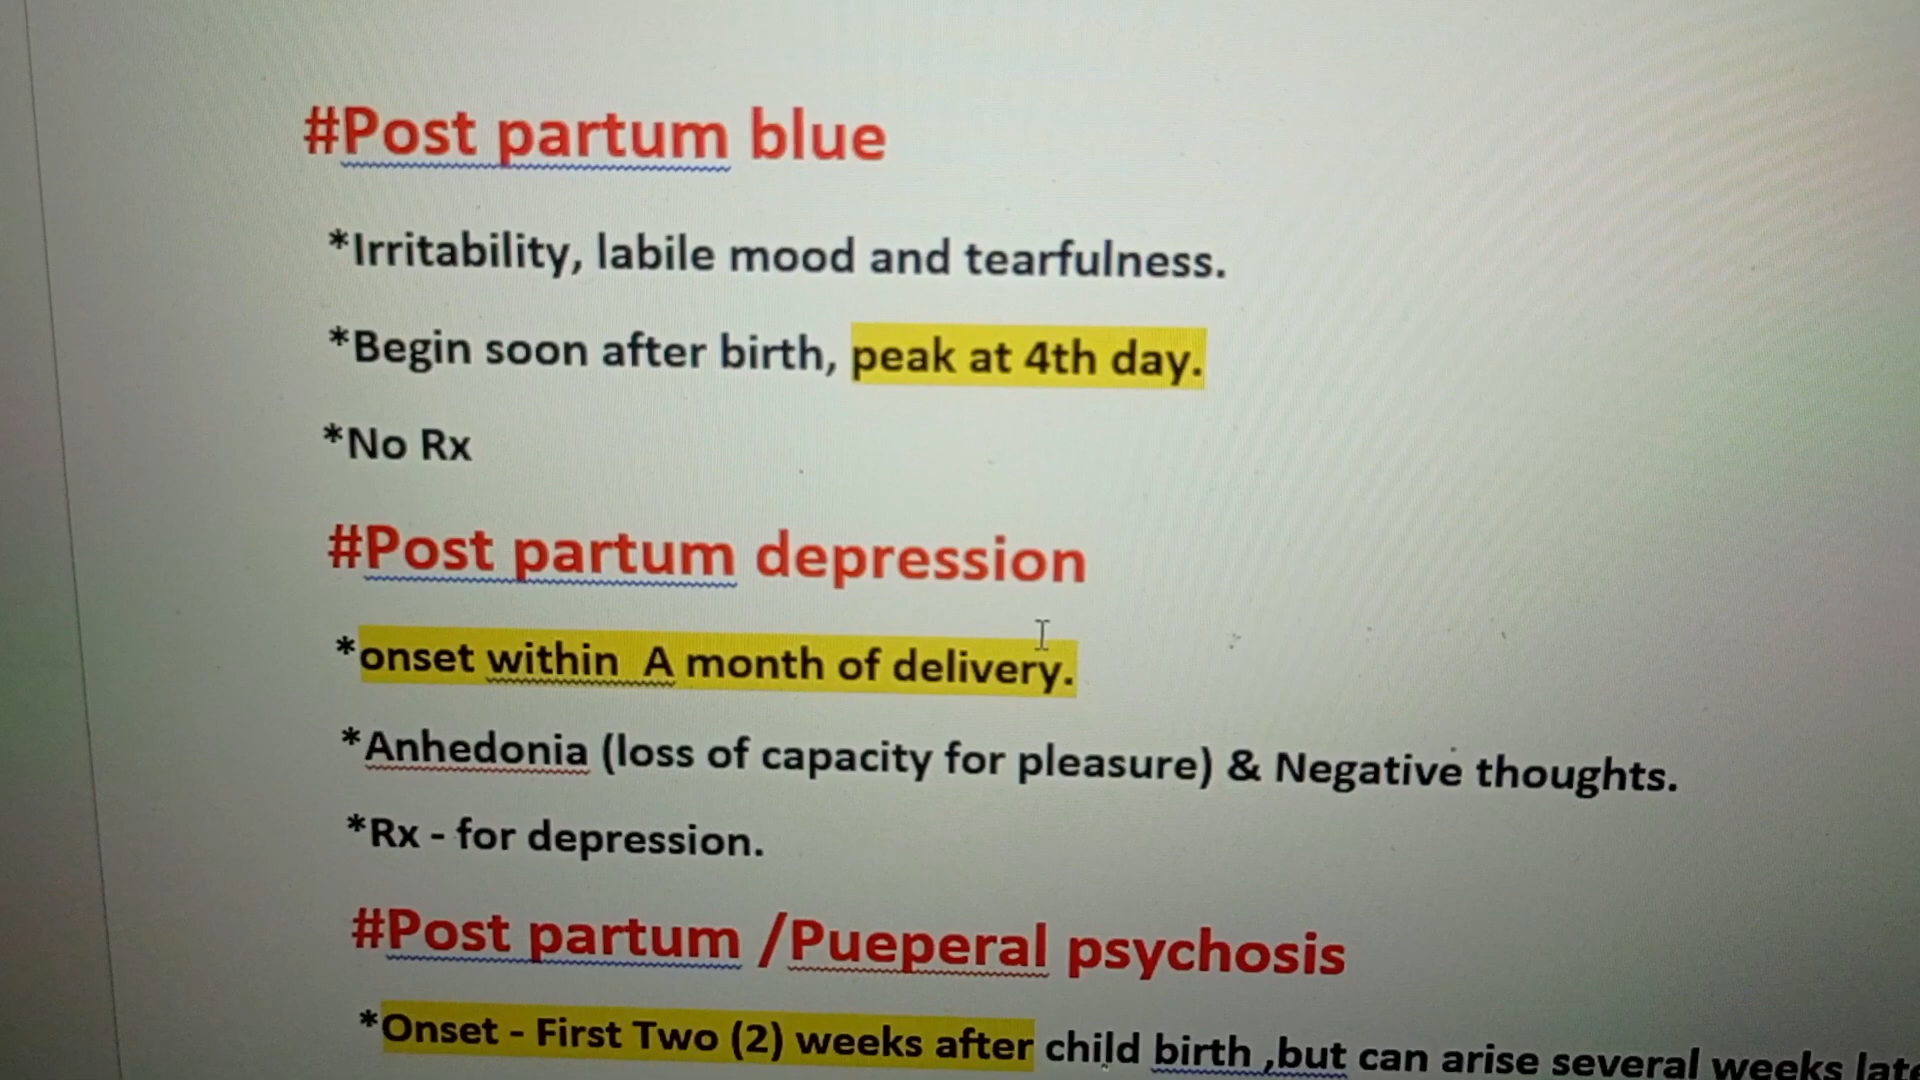 #Post partum blue
*Irritability, labile mood and tearfulness.
*Begin soon after birth, peak at 4th day.
*No Rx
#Post partum depression
*onset within  A month of delivery.
*Anhedonia (loss of capacity for pleasure) & Negative thoughts.
*Rx - for depression.
#Post partum /Pueperal psychosis
*Onset - First Two (2) weeks after child birth ,but can arise several weeks